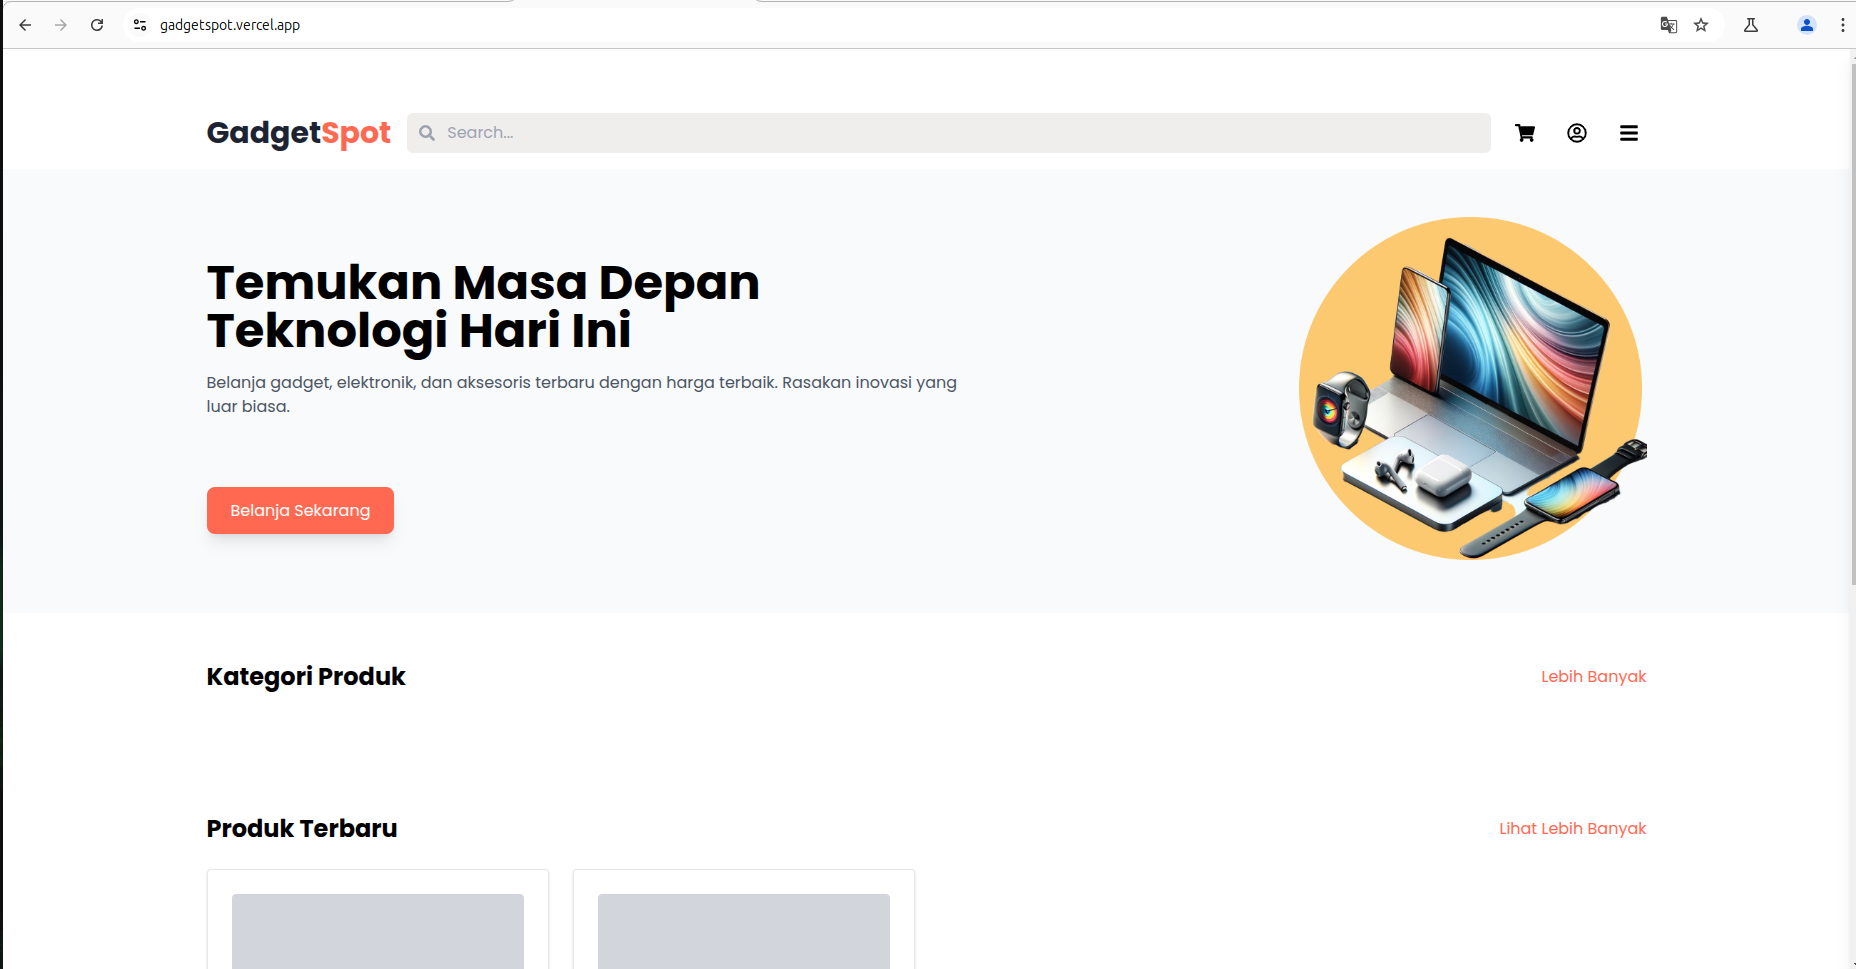 gadgetspot.vercel.app
GadgetSpot
Search...
Temukan Masa Depan
Teknologi Hari Ini
Belanja gadget, elektronik, dan aksesoris terbaru dengan harga terbaik. Rasakan inovasi yang
luar biasa.
Belanja Sekarang
Kategori Produk
Lebih Banyak
Produk Terbaru
Lihat Lebih Banyak